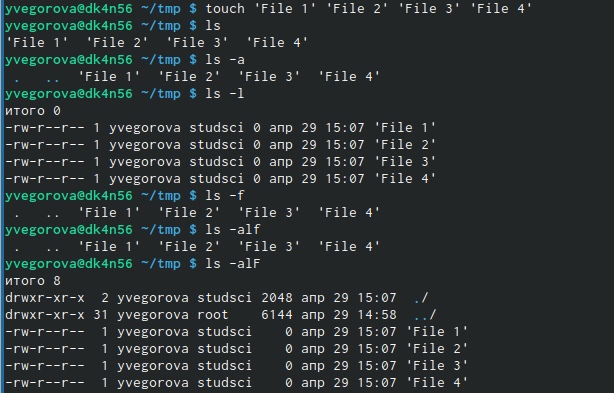 yvegorova@dk4n56 ~/tmp $ touch 'File 1' 'File 2' 'File 3' 'File 4'
yvegorova@dk4n56 ~/tmp $ ls
'File 1'  'File 2'  'File 3'  'File 4'
yvegorova@dk4n56 ~/tmp $ ls -a
 .   ..  'File 1'  'File 2'  'File 3'  'File 4'
yvegorova@dk4n56 ~/tmp $ ls -l
итого 0
-rw-r--r-- 1 yvegorova studsci 0 апр 29 15:07 'File 1'
-rw-r--r-- 1 yvegorova studsci 0 апр 29 15:07 'File 2'
-rw-r--r-- 1 yvegorova studsci 0 апр 29 15:07 'File 3'
-rw-r--r-- 1 yvegorova studsci 0 апр 29 15:07 'File 4'
yvegorova@dk4n56 ~/tmp $ ls -f
 .   ..  'File 1'  'File 2'  'File 3'  'File 4'
yvegorova@dk4n56 ~/tmp $ ls -alf
 .   ..  'File 1'  'File 2'  'File 3'  'File 4'
yvegorova@dk4n56 ~/tmp $ ls -alF
итого 8
drwxr-xr-x  2 yvegorova studsci 2048 апр 29 15:07  ./
drwxr-xr-x 31 yvegorova root    6144 апр 29 14:58  ../
-rw-r--r--  1 yvegorova studsci    0 апр 29 15:07 'File 1'
-rw-r--r--  1 yvegorova studsci    0 апр 29 15:07 'File 2'
-rw-r--r--  1 yvegorova studsci    0 апр 29 15:07 'File 3'
-rw-r--r--  1 yvegorova studsci    0 апр 29 15:07 'File 4'